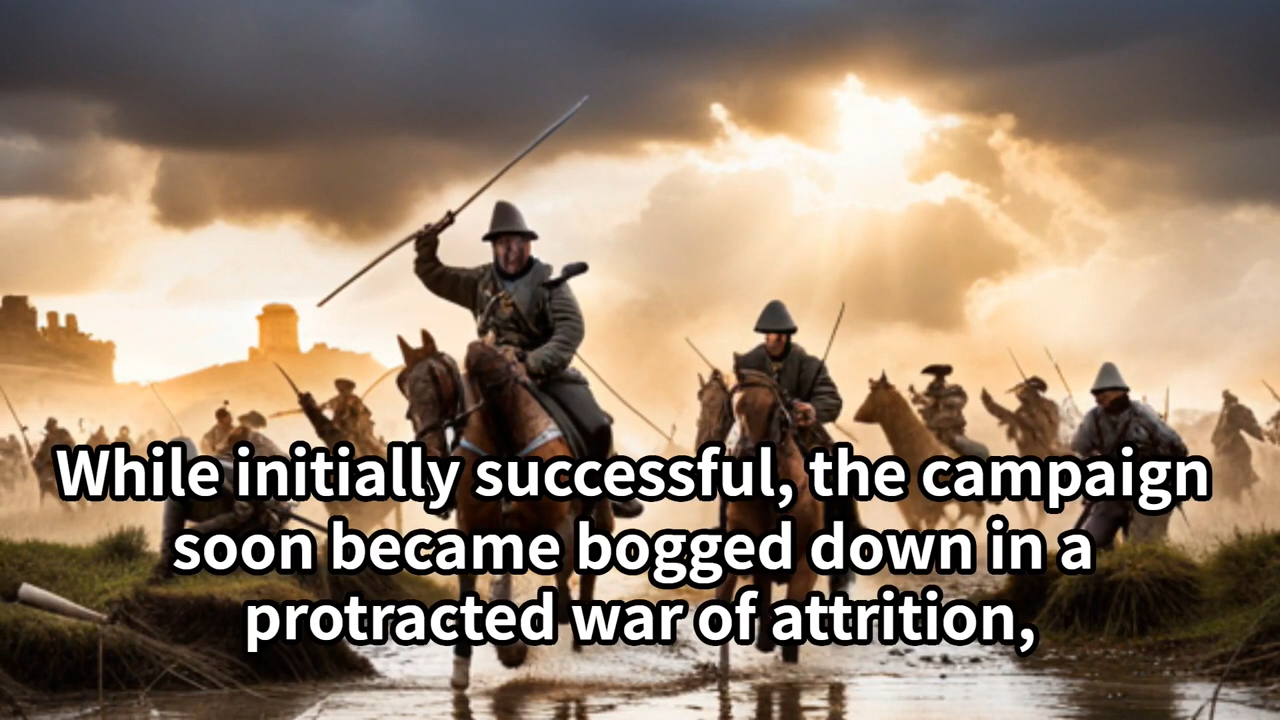 While initially successful, the campaign
soon became bogged down in a
protracted war of attrition,